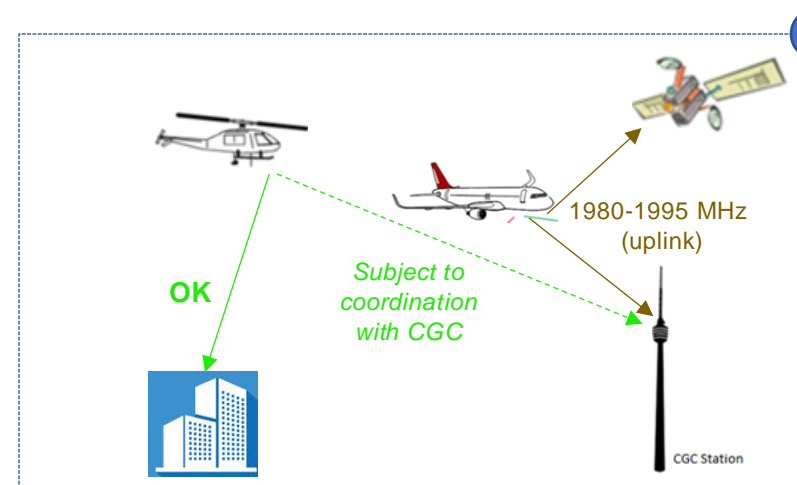 1980-1995 MHz
(uplink)
OK
Subject to
coordination
with CGC
CGC Station